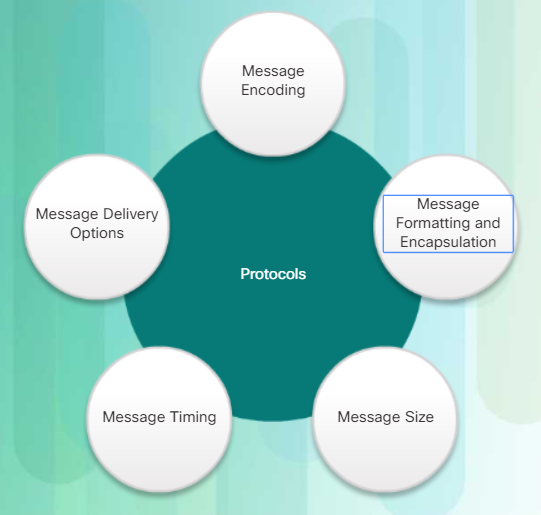 Message
Encoding
Message Delivery
Options
Message
Formatting and
Encapsulation
Protocols
Message Timing
Message Size